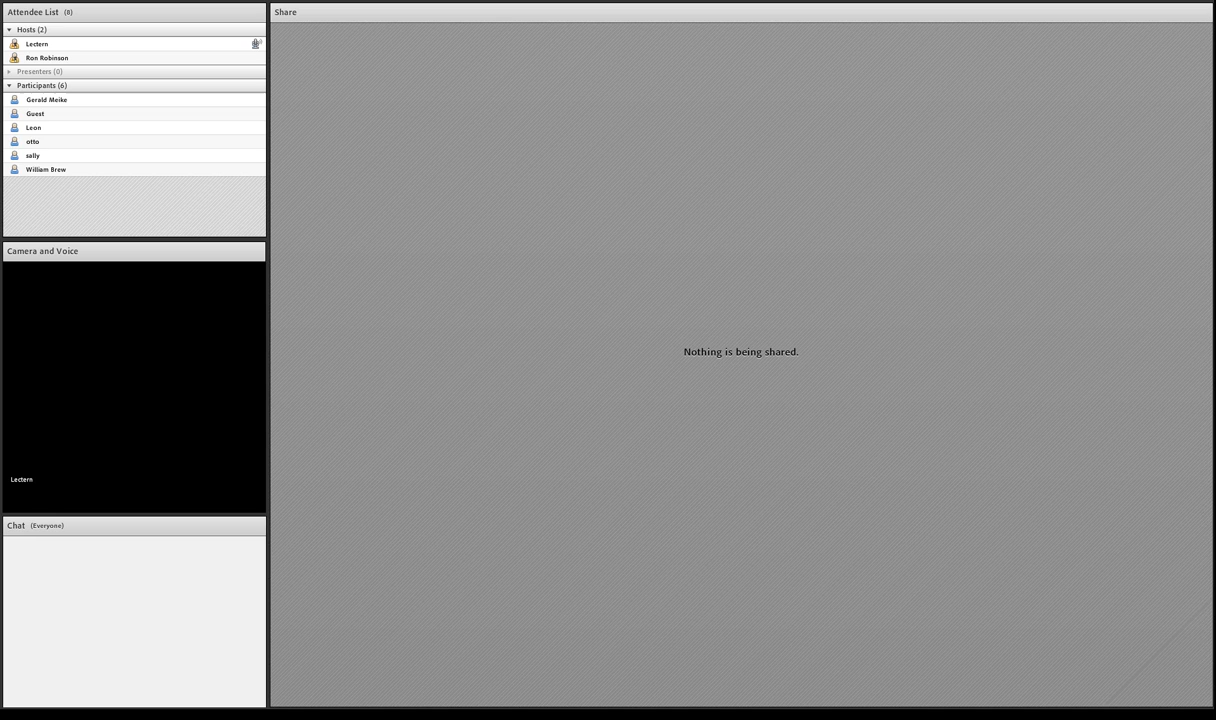 Attendee List (8)
Hosts (2)
Lectern
Ron Robinson
Presenters (0)
Participants (6)
Gerald Meike
Guest
Leon
otto
sally
William Brew
Camera and Voice
Lectern
Chat (Everyone)
Share
Nothing is being shared.